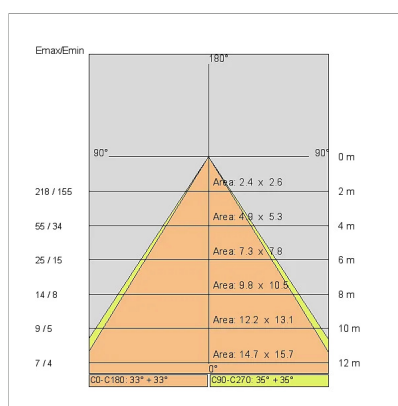 Emax/Emin
180°
90° 90° 0 m
Area: 2.4 x 2.6
218 / 155 2 m
Area: 4.9 x 5.3
55 / 34 4 m
Area: 7.3 x 7.8
25 / 15 6 m
Area: 9.8 x 10.5
14 / 8 8 m
Area: 12.2 x 13.1
9 / 5 10 m
Area: 14.7 x 15.7
7 / 4 12 m
0°
C0-C180: 33° + 33° C90-C270: 35° + 35°